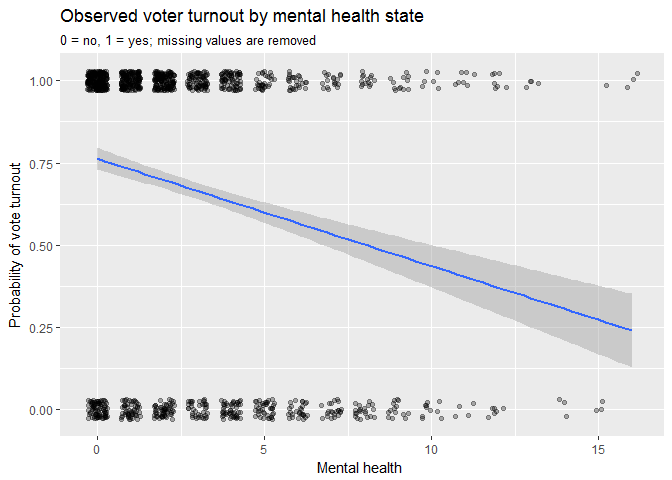 Observed voter turnout by mental health state
0 = no, 1 = yes; missing values are removed
Probability of vote turnout
1.00
0.75
0.50
0.25
0.00
0 5 10 15
Mental health